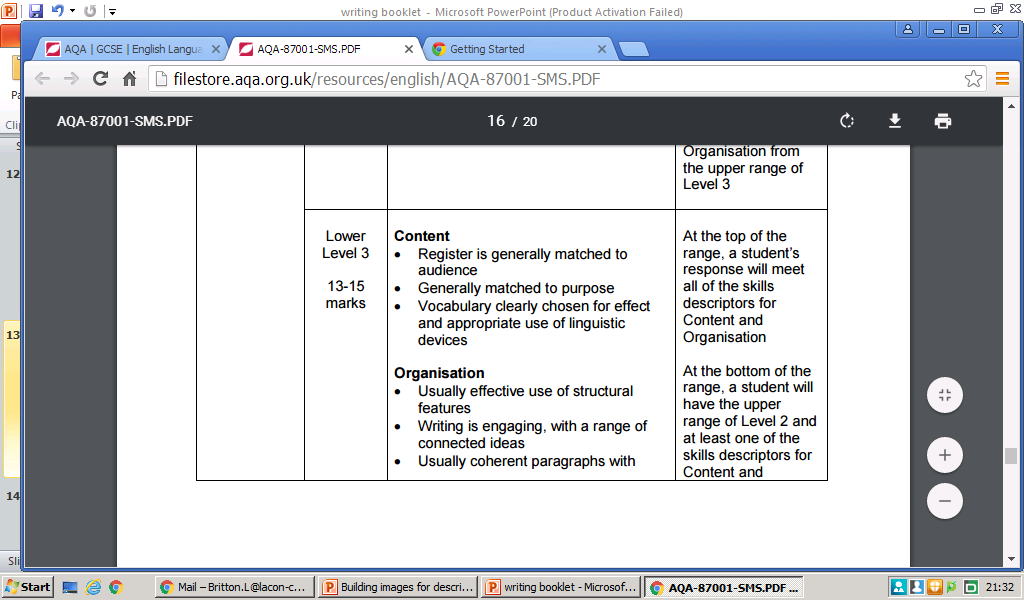 writing booklet - Microsoft PowerPoint (Product Activation Failed)
AQA | GCSE | English Langua
AQA-87001-SMS.PDF
Getting Started
filestore.aqa.org.uk/resources/english/AQA-87001-SMS.PDF
Pa
Clip
S
12
13
14
Sli
AQA-87001-SMS.PDF
16 / 20
Organisation from
the upper range of
Level 3
Lower
Level 3
13-15
marks
Content
• Register is generally matched to
audience
• Generally matched to purpose
• Vocabulary clearly chosen for effect
and appropriate use of linguistic
devices
Organisation
• Usually effective use of structural
features
• Writing is engaging, with a range of
connected ideas
• Usually coherent paragraphs with
At the top of the
range, a student's
response will meet
all of the skills
descriptors for
Content and
Organisation
At the bottom of the
range, a student will
have the upper
range of Level 2 and
at least one of the
skills descriptors for
Content and
Start
Mail – Britton.L@lacon-c...
Building images for descri...
writing booklet - Microsof...
AQA-87001-SMS.PDF ...
21:32